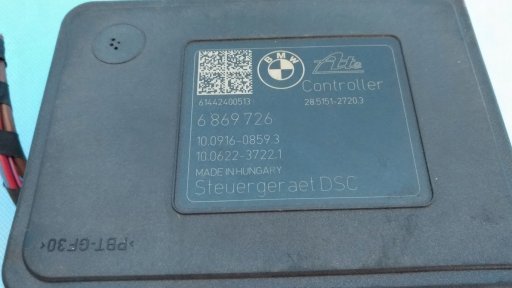 BMW
Ate
Controller
61442400513
28.5151-2720.3
6 869 726
10.0916-0859.3
10.0622-3722.1
MADE IN HUNGARY
Steuergeraet DSC
>PBT-GF30<